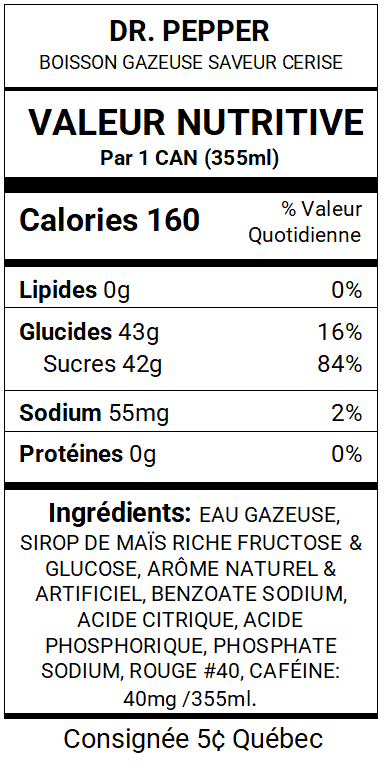 DR. PEPPER
BOISSON GAZEUSE SAVEUR CERISE
VALEUR NUTRITIVE
Par 1 CAN (355ml)
Calories 160
% Valeur
Quotidienne
Lipides 0g 0%
Glucides 43g 16%
Sucres 42g 84%
Sodium 55mg 2%
Protéines 0g 0%
Ingrédients: EAU GAZEUSE,
SIROP DE MAÏS RICHE FRUCTOSE &
GLUCOSE, ARÔME NATUREL &
ARTIFICIEL, BENZOATE SODIUM,
ACIDE CITRIQUE, ACIDE
PHOSPHORIQUE, PHOSPHATE
SODIUM, ROUGE #40, CAFÉINE:
40mg /355ml.
Consignée 5¢ Québec